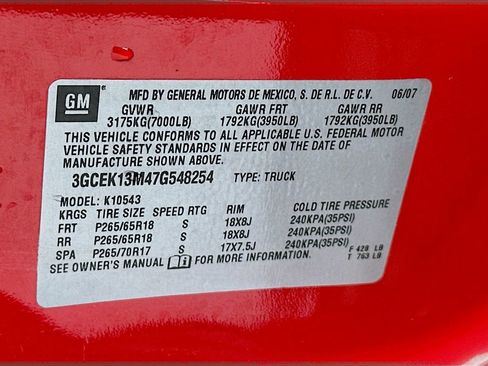 GM
MFD BY GENERAL MOTORS DE MEXICO, S. DE R.L. DE C.V. 06/07
GVWR GAWR FRT GAWR RR
3175KG(7000LB) 1792KG(3950LB) 1792KG(3950LB)
THIS VEHICLE CONFORMS TO ALL APPLICABLE U.S. FEDERAL MOTOR
VEHICLE SAFETY STANDARDS IN EFFECT ON THE DATE OF
MANUFACTURE SHOWN ABOVE.
3GCEK13M47G548254 TYPE: TRUCK
MODEL: K10543
KRGS TIRE SIZE SPEED RTG RIM COLD TIRE PRESSURE
FRT P265/65R18 S 18X8J 240KPA(35PSI)
RR P265/65R18 S 18X8J 240KPA(35PSI)
SPA P265/70R17 S 17X7.5J 240KPA(35PSI)
SEE OWNER'S MANUAL FOR MORE INFORMATION.
F 428 LB
T 763 LB